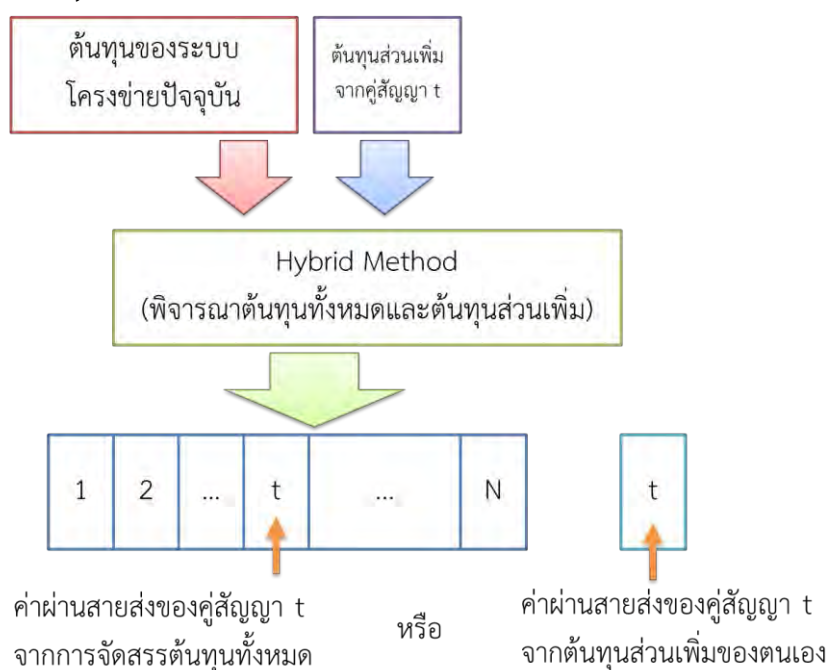 ต้นทุนของระบบ
โครงข่ายปัจจุบัน
ต้นทุนส่วนเพิ่ม
จากคู่สัญญา t
Hybrid Method
(พิจารณาต้นทุนทั้งหมดและต้นทุนส่วนเพิ่ม)
1 2 ... t ... N
t
ค่าผ่านสายส่งของคู่สัญญา t
จากการจัดสรรต้นทุนทั้งหมด
หรือ
ค่าผ่านสายส่งของคู่สัญญา t
จากต้นทุนส่วนเพิ่มของตนเอง